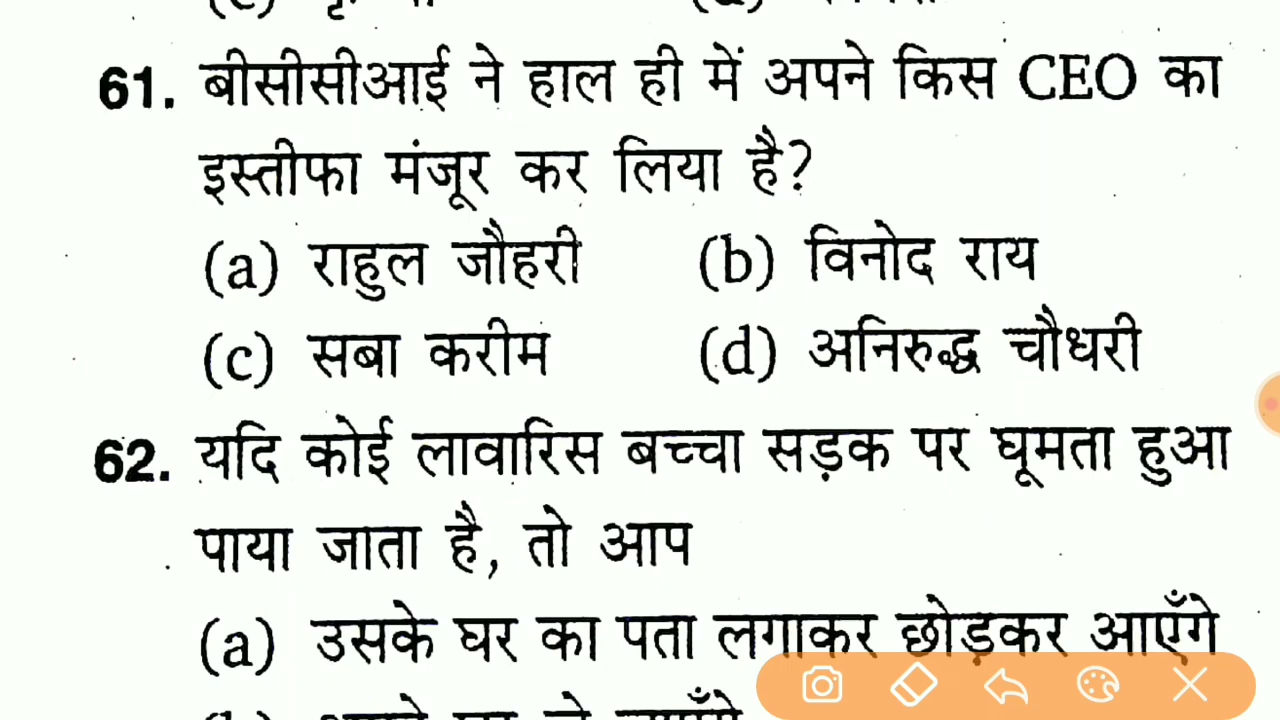 61. बीसीसीआई ने हाल ही में अपने किस CEO का
इस्तीफा मंजूर कर लिया है?
(a) राहुल जौहरी (b) विनोद राय
(c) सबा करीम (d) अनिरुद्ध चौधरी
62. यदि कोई लावारिस बच्चा सड़क पर घूमता हुआ
पाया जाता है, तो आप
(a) उसके घर का पता लगाकर छोड़कर आएँगे